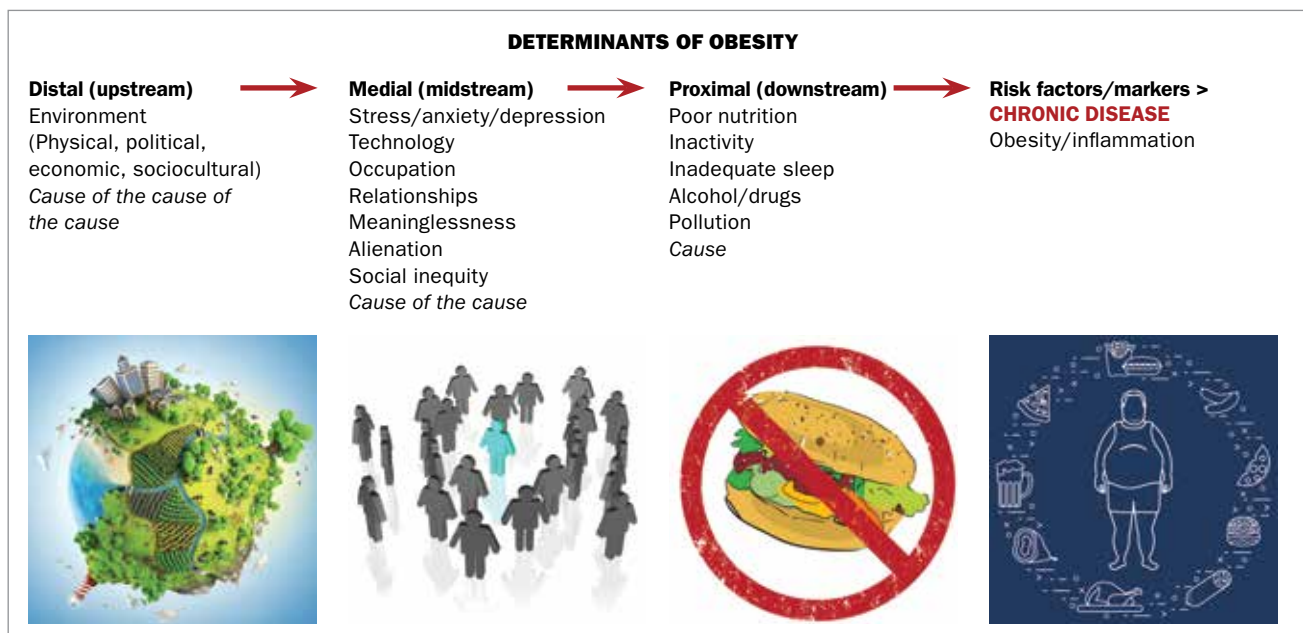 DETERMINANTS OF OBESITY
Distal (upstream)
Environment
(Physical, political,
economic, sociocultural)
Cause of the cause of
the cause
Medial (midstream)
Stress/anxiety/depression
Technology
Occupation
Relationships
Meaninglessness
Alienation
Social inequity
Cause of the cause
Proximal (downstream)
Poor nutrition
Inactivity
Inadequate sleep
Alcohol/drugs
Pollution
Cause
Risk factors/markers >
CHRONIC DISEASE
Obesity/inflammation